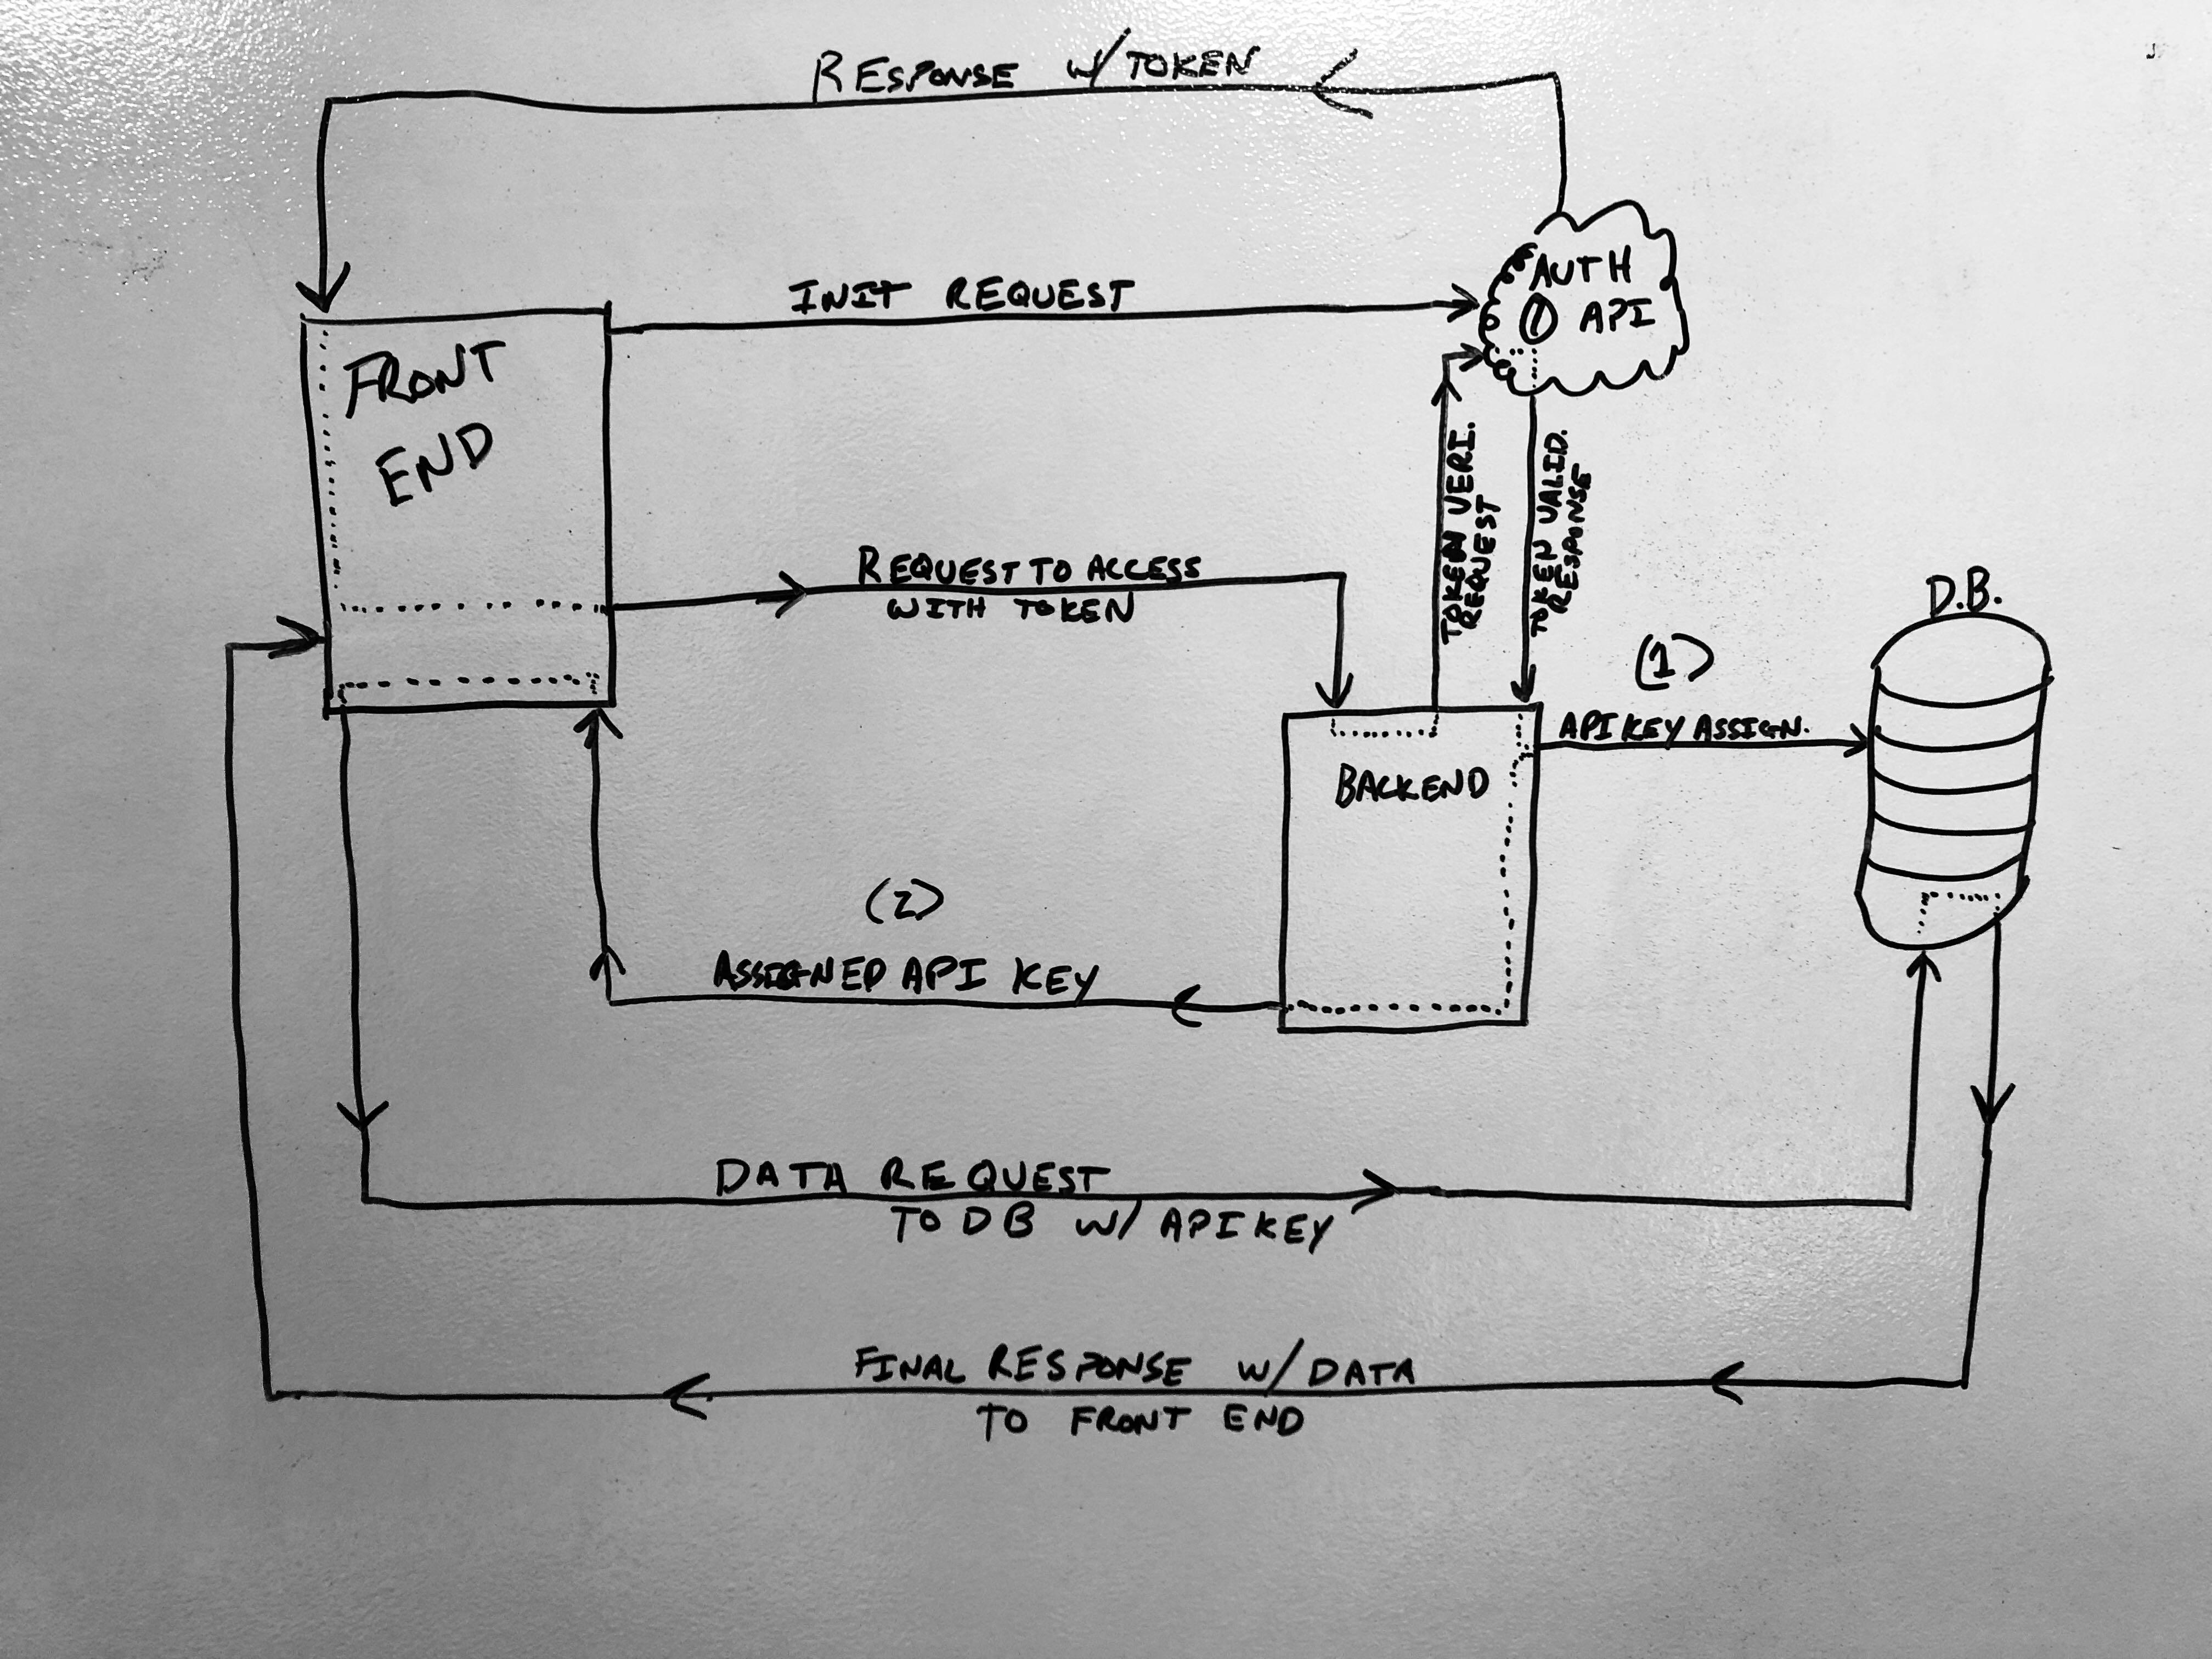 RESPONSE W/ TOKEN
INIT REQUEST
AUTH
① API
FRONT
END
TOKEN VERI.
REQUEST
TOKEN VALID.
RESPONSE
REQUEST TO ACCESS
WITH TOKEN
D.B.
(1)
API KEY ASSIGN.
BACKEND
(2)
ASSIGNED API KEY
DATA REQUEST
TO DB W/ API KEY
FINAL RESPONSE W/ DATA
TO FRONT END